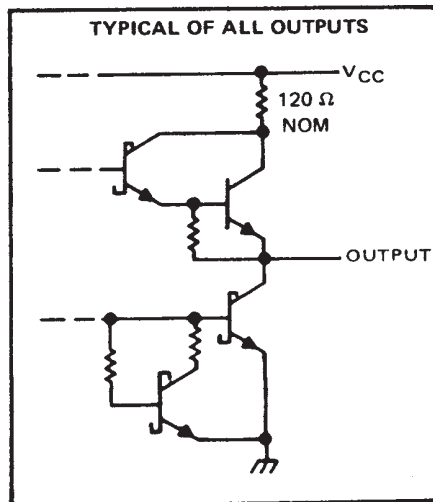 TYPICAL OF ALL OUTPUTS
VCC
120 Ω
NOM
OUTPUT